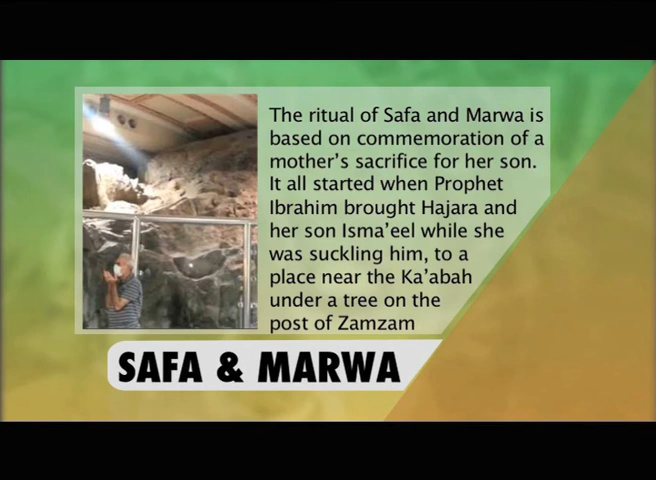 The ritual of Safa and Marwa is
based on commemoration of a
mother's sacrifice for her son.
It all started when Prophet
Ibrahim brought Hajara and
her son Isma'eel while she
was suckling him, to a
place near the Ka'abah
under a tree on the
post of Zamzam
SAFA & MARWA